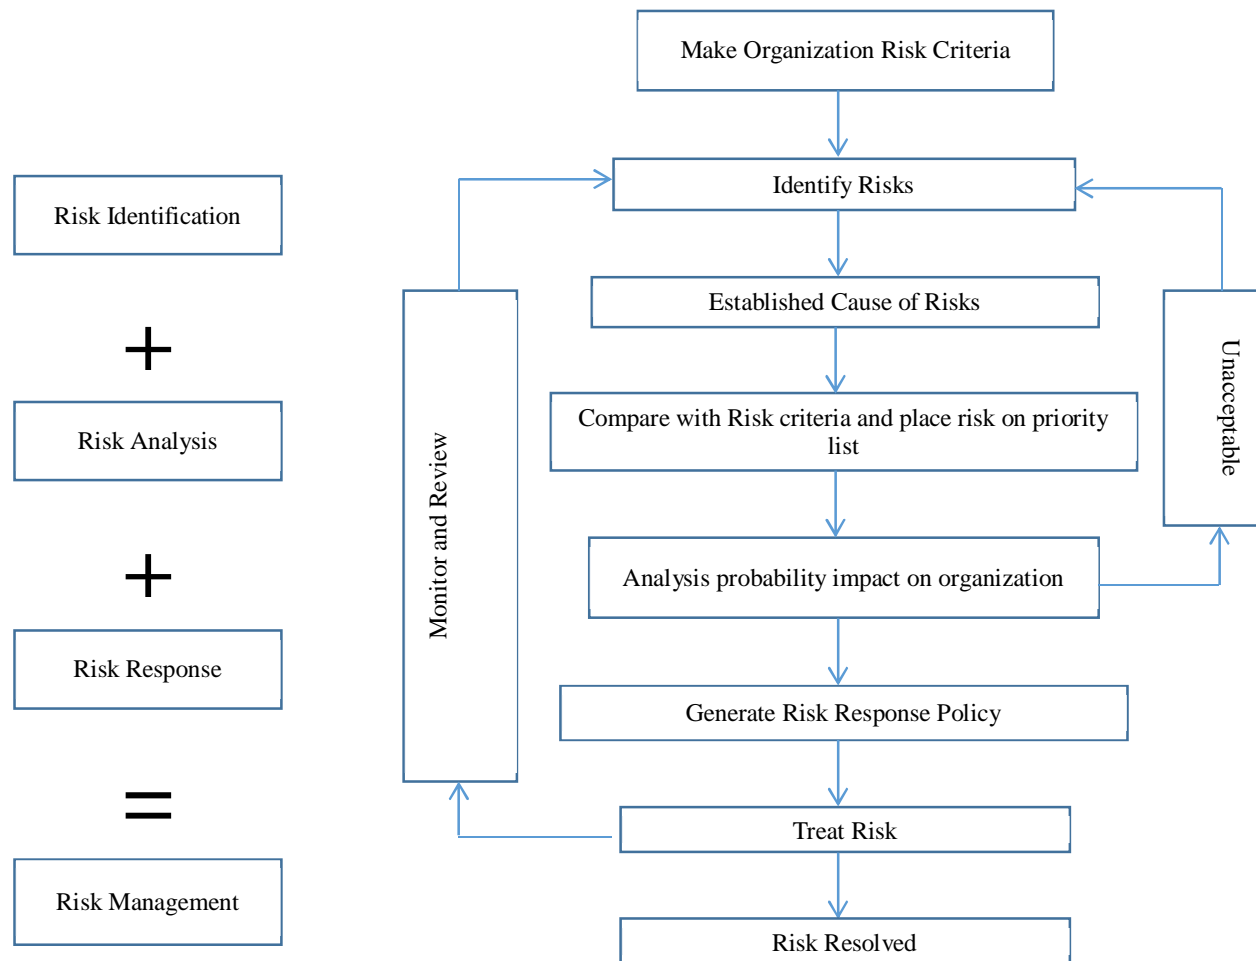 Make Organization Risk Criteria
Identify Risks
Risk Identification
Established Cause of Risks
+
Compare with Risk criteria and place risk on priority
list
Risk Analysis
Monitor and Review
Unacceptable
+
Analysis probability impact on organization
Risk Response
Generate Risk Response Policy
=
Treat Risk
Risk Management
Risk Resolved